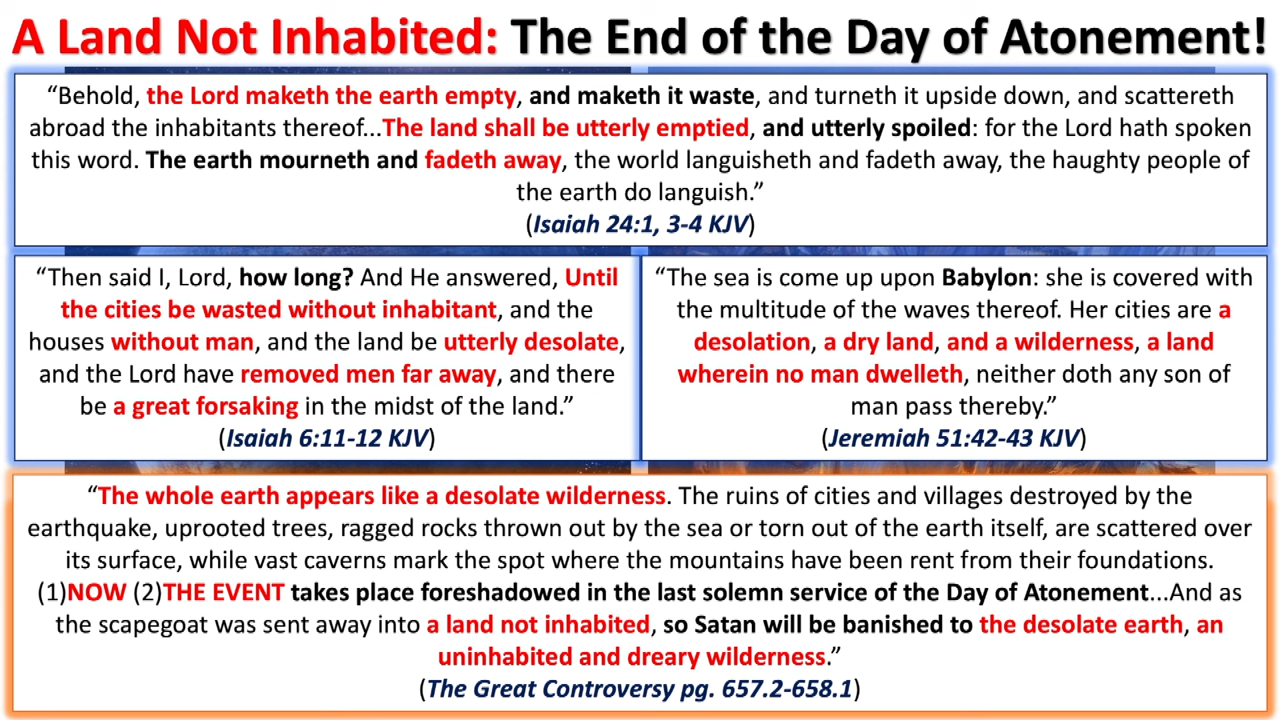 A Land Not Inhabited: The End of the Day of Atonement!
“Behold, the Lord maketh the earth empty, and maketh it waste, and turneth it upside down, and scattereth
abroad the inhabitants thereof...The land shall be utterly emptied, and utterly spoiled: for the Lord hath spoken
this word. The earth mourneth and fadeth away, the world languisheth and fadeth away, the haughty people of
the earth do languish.”
(Isaiah 24:1, 3-4 KJV)
“Then said I, Lord, how long? And He answered, Until
the cities be wasted without inhabitant, and the
houses without man, and the land be utterly desolate,
and the Lord have removed men far away, and there
be a great forsaking in the midst of the land.”
(Isaiah 6:11-12 KJV)
“The sea is come up upon Babylon: she is covered with
the multitude of the waves thereof. Her cities are a
desolation, a dry land, and a wilderness, a land
wherein no man dwelleth, neither doth any son of
man pass thereby.”
(Jeremiah 51:42-43 KJV)
“The whole earth appears like a desolate wilderness. The ruins of cities and villages destroyed by the
earthquake, uprooted trees, ragged rocks thrown out by the sea or torn out of the earth itself, are scattered over
its surface, while vast caverns mark the spot where the mountains have been rent from their foundations.
(1)NOW (2)THE EVENT takes place foreshadowed in the last solemn service of the Day of Atonement...And as
the scapegoat was sent away into a land not inhabited, so Satan will be banished to the desolate earth, an
uninhabited and dreary wilderness.”
(The Great Controversy pg. 657.2-658.1)